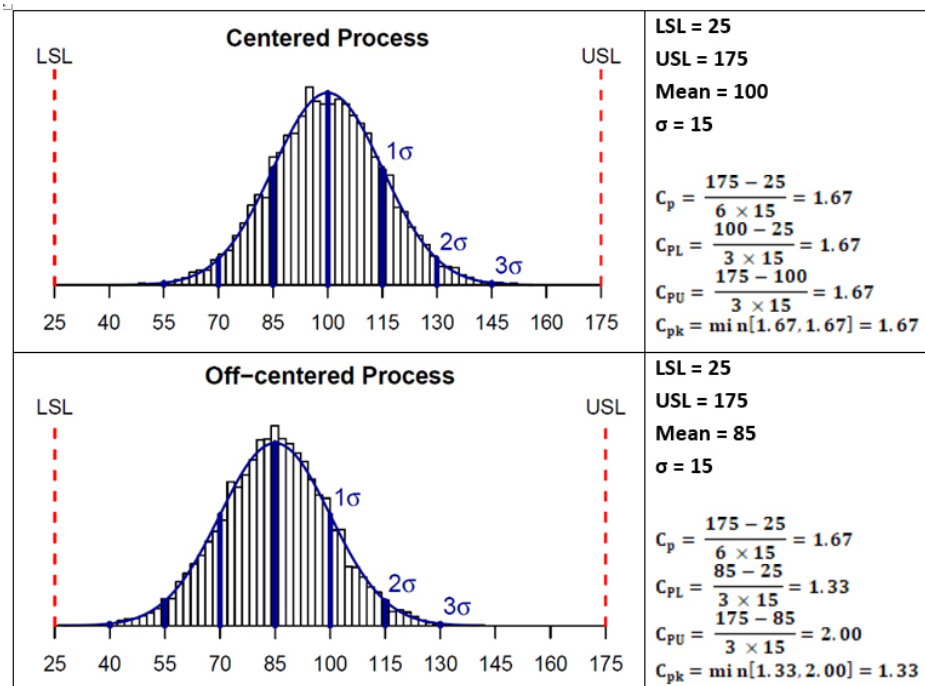 Centered Process
LSL
USL
1σ
2σ
3σ
25 40 55 70 85 100 115 130 145 160 175
LSL = 25
USL = 175
Mean = 100
σ = 15
Cp = (175 − 25) / (6 × 15) = 1.67
CPL = (100 − 25) / (3 × 15) = 1.67
CPU = (175 − 100) / (3 × 15) = 1.67
Cpk = min[1.67, 1.67] = 1.67
Off−centered Process
LSL
USL
1σ
2σ
3σ
25 40 55 70 85 100 115 130 145 160 175
LSL = 25
USL = 175
Mean = 85
σ = 15
Cp = (175 − 25) / (6 × 15) = 1.67
CPL = (85 − 25) / (3 × 15) = 1.33
CPU = (175 − 85) / (3 × 15) = 2.00
Cpk = min[1.33, 2.00] = 1.33